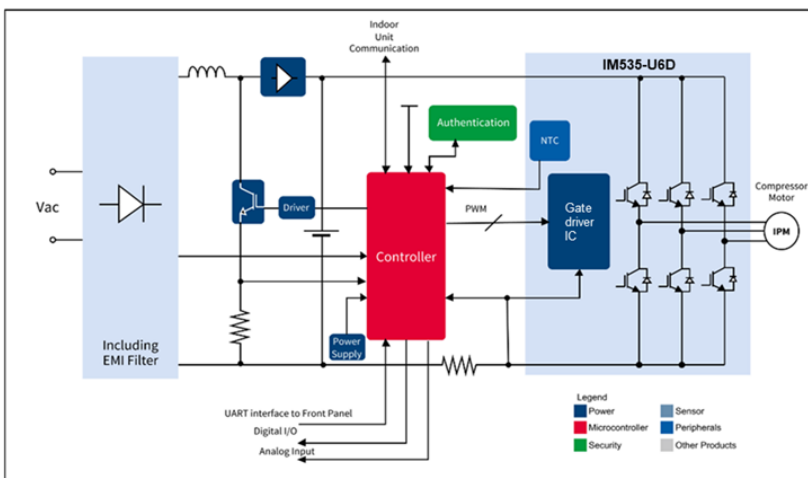 Indoor
Unit
Communication
IM535-U6D
Authentication
NTC
Compressor
Motor
Vac
Driver
PWM
Gate
driver
IC
IPM
Controller
Including
EMI Filter
Power
Supply
UART interface to Front Panel
Digital I/O
Analog Input
Legend
Power
Sensor
Microcontroller
Peripherals
Security
Other Products